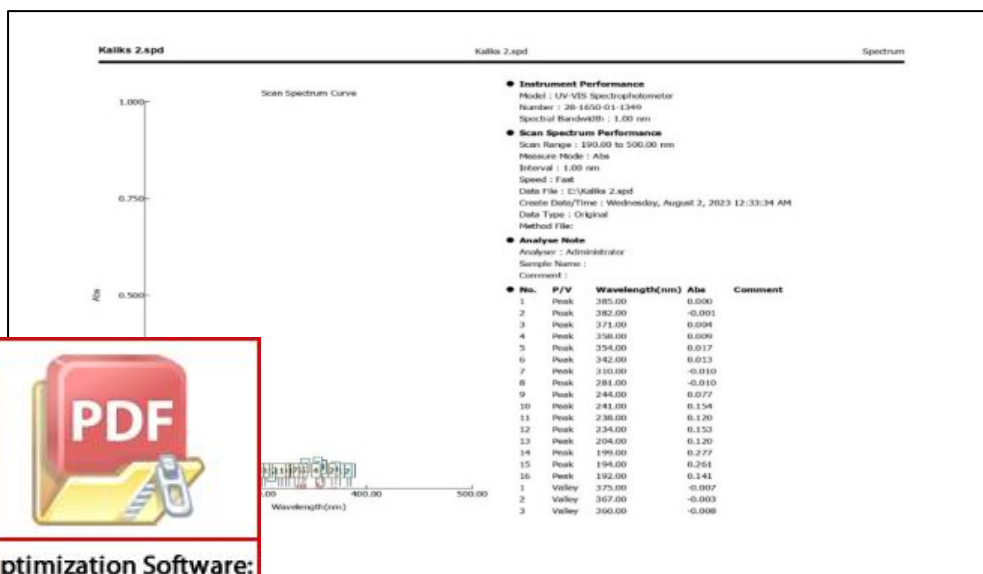 Kaliks 2.spd Kaliks 2.spd Spectrum
Scan Spectrum Curve
1.000
0.750
Abs
0.500
.00 400.00 500.00
Wavelength(nm)
● Instrument Performance
Model : UV-VIS Spectrophotometer
Number : 28-1650-01-1349
Spectral Bandwidth : 1.00 nm
● Scan Spectrum Performance
Scan Range : 190.00 to 500.00 nm
Measure Mode : Abs
Interval : 1.00 nm
Speed : Fast
Data File : E:\Kaliks 2.spd
Create Date/Time : Wednesday, August 2, 2023 12:33:34 AM
Data Type : Original
Method File:
● Analyse Note
Analyser : Administrator
Sample Name :
Comment :
● No. P/V Wavelength(nm) Abs Comment
1 Peak 385.00 0.000
2 Peak 382.00 -0.001
3 Peak 371.00 0.004
4 Peak 358.00 0.009
5 Peak 354.00 0.017
6 Peak 342.00 0.013
7 Peak 310.00 -0.010
8 Peak 281.00 -0.010
9 Peak 244.00 0.077
10 Peak 241.00 0.154
11 Peak 238.00 0.120
12 Peak 234.00 0.153
13 Peak 204.00 0.120
14 Peak 199.00 0.277
15 Peak 194.00 0.261
16 Peak 192.00 0.141
1 Valley 375.00 -0.007
2 Valley 367.00 -0.003
3 Valley 360.00 -0.008
PDF
ptimization Software: